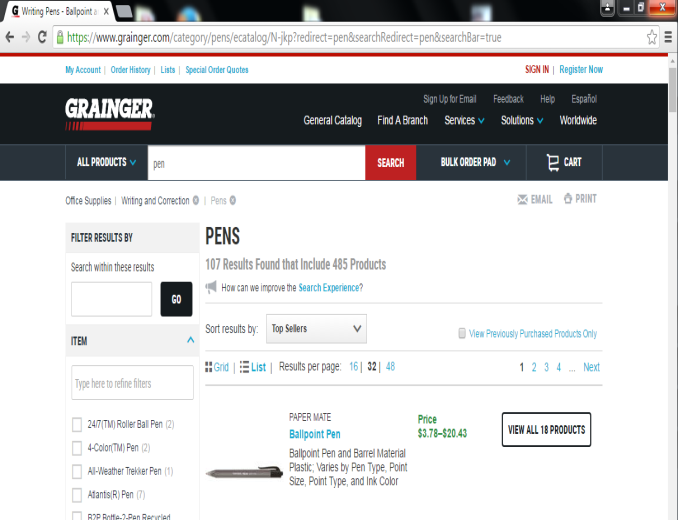 Writing Pens - Ballpoint a
https://www.grainger.com/category/pens/ecatalog/N-jkp?redirect=pen&searchRedirect=pen&searchBar=true
My Account | Order History | Lists | Special Order Quotes
SIGN IN | Register Now
Sign Up for Email Feedback Help Español
GRAINGER
General Catalog Find A Branch Services Solutions Worldwide
ALL PRODUCTS pen SEARCH BULK ORDER PAD CART
Office Supplies | Writing and Correction | Pens
EMAIL PRINT
FILTER RESULTS BY
Search within these results
GO
ITEM
Type here to refine filters
24/7(TM) Roller Ball Pen (2)
4-Color(TM) Pen (2)
All-Weather Trekker Pen (1)
Atlantis(R) Pen (7)
B2P Bottle-2-Pen Recycled
PENS
107 Results Found that Include 485 Products
How can we improve the Search Experience?
Sort results by: Top Sellers
View Previously Purchased Products Only
Grid | List | Results per page: 16 | 32 | 48
1 2 3 4 ... Next
PAPER MATE
Ballpoint Pen
Ballpoint Pen and Barrel Material
Plastic; Varies by Pen Type, Point
Size, Point Type, and Ink Color
Price
$3.78–$20.43
VIEW ALL 18 PRODUCTS